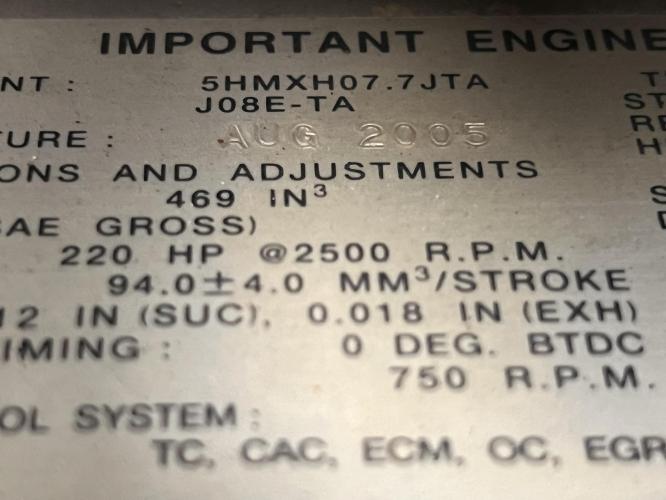 IMPORTANT ENGINE
NT : 5HMXH07.7JTA
J08E-TA
TURE : AUG 2005
ONS AND ADJUSTMENTS
469 IN³
SAE GROSS)
220 HP @2500 R.P.M.
94.0±4.0 MM³/STROKE
12 IN (SUC), 0.018 IN (EXH)
IMING : 0 DEG. BTDC
750 R.P.M.
OL SYSTEM :
TC, CAC, ECM, OC, EGR
T
ST
RE
H
S
D